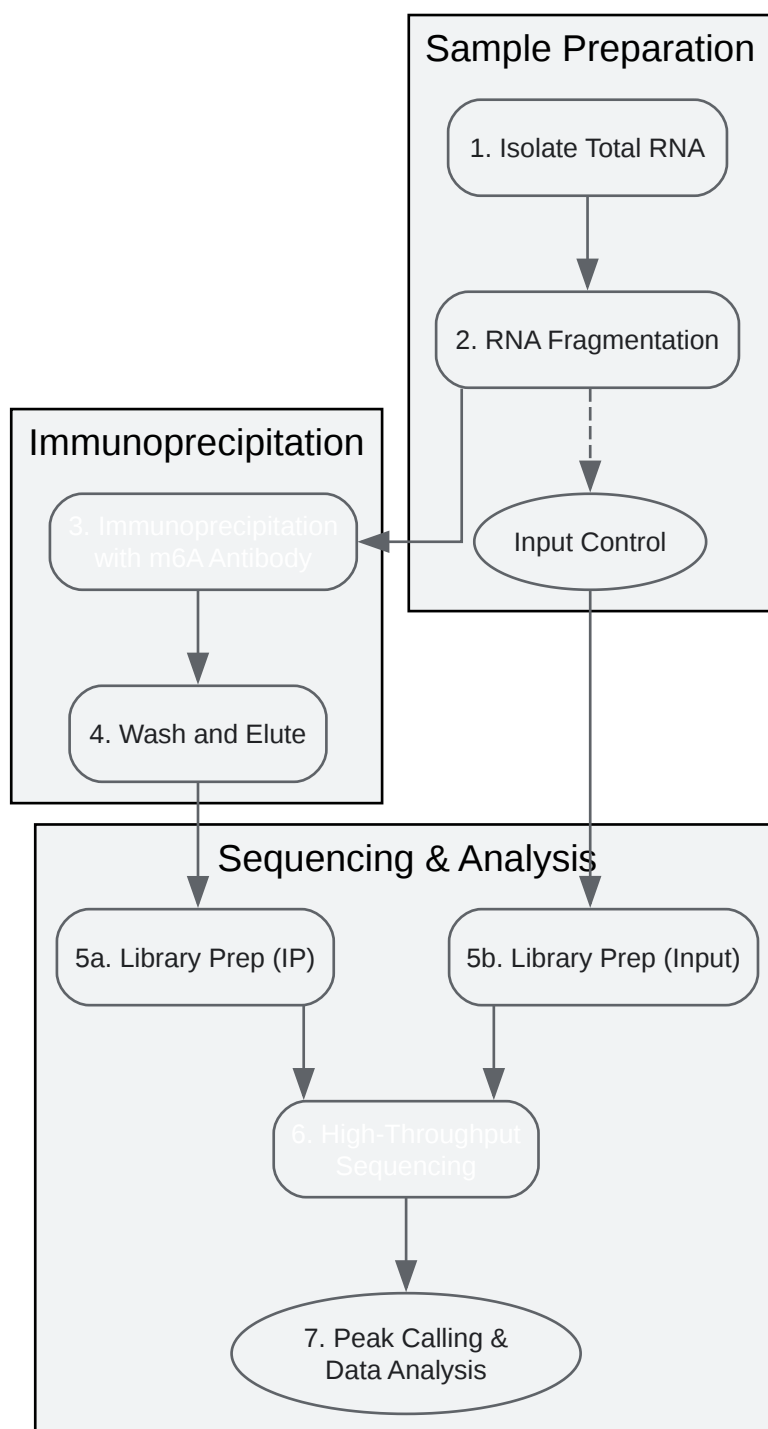 Sample Preparation
1. Isolate Total RNA
2. RNA Fragmentation
Immunoprecipitation
3. Immunoprecipitation
with m6A Antibody
Input Control
4. Wash and Elute
Sequencing & Analysis
5a. Library Prep (IP)
5b. Library Prep (Input)
6. High-Throughput
Sequencing
7. Peak Calling &
Data Analysis